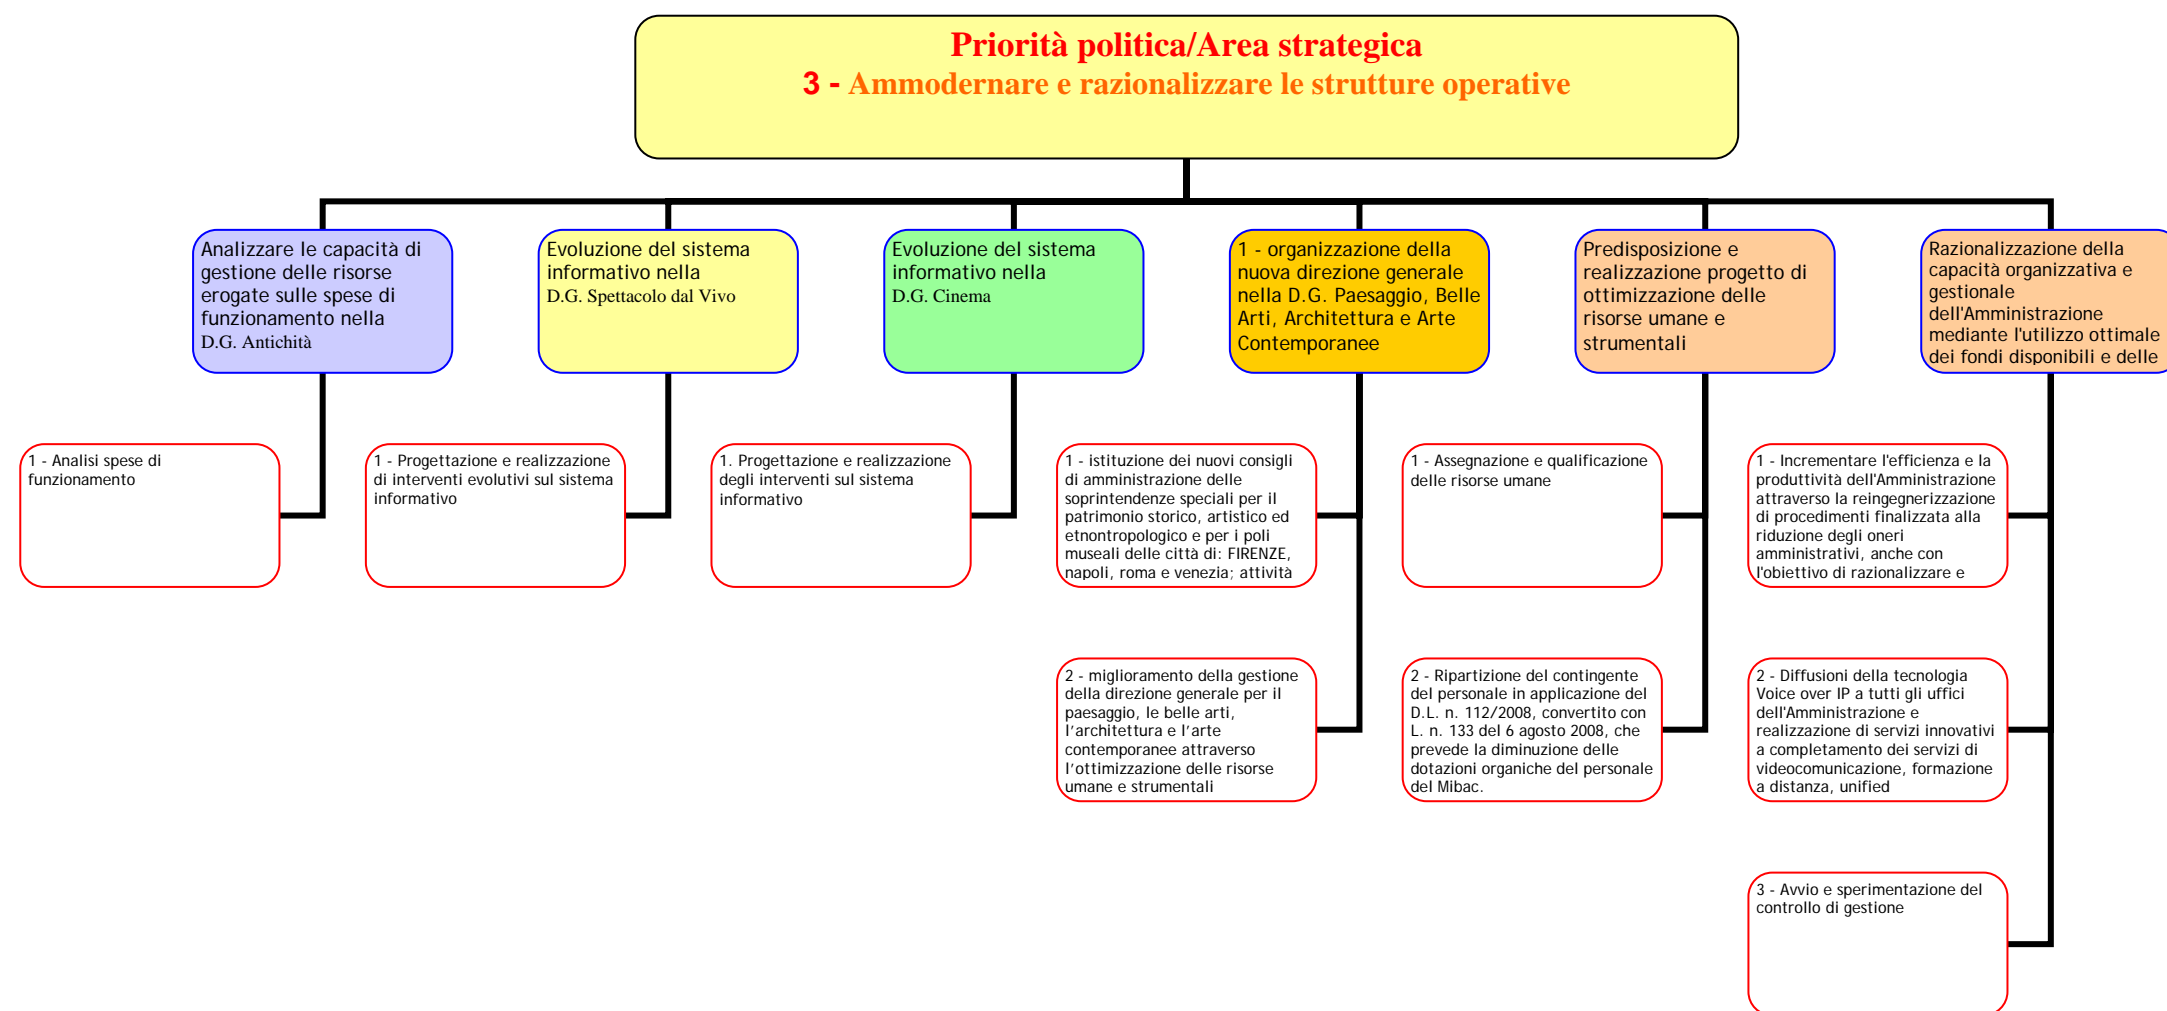 Priorità politica/Area strategica
3 - Ammodernare e razionalizzare le strutture operative
Analizzare le capacità di
gestione delle risorse
erogate sulle spese di
funzionamento nella
D.G. Antichità
Evoluzione del sistema
informativo nella
D.G. Spettacolo dal Vivo
Evoluzione del sistema
informativo nella
D.G. Cinema
1 - organizzazione della
nuova direzione generale
nella D.G. Paesaggio, Belle
Arti, Architettura e Arte
Contemporanee
Predisposizione e
realizzazione progetto di
ottimizzazione delle
risorse umane e
strumentali
Razionalizzazione della
capacità organizzativa e
gestionale
dell'Amministrazione
mediante l'utilizzo ottimale
dei fondi disponibili e delle
1 - Analisi spese di
funzionamento
1 - Progettazione e realizzazione
di interventi evolutivi sul sistema
informativo
1. Progettazione e realizzazione
degli interventi sul sistema
informativo
1 - istituzione dei nuovi consigli
di amministrazione delle
soprintendenze speciali per il
patrimonio storico, artistico ed
etnontropologico e per i poli
museali delle città di: FIRENZE,
napoli, roma e venezia; attività
1 - Assegnazione e qualificazione
delle risorse umane
1 - Incrementare l'efficienza e la
produttività dell'Amministrazione
attraverso la reingegnerizzazione
di procedimenti finalizzata alla
riduzione degli oneri
amministrativi, anche con
l'obiettivo di razionalizzare e
2 - miglioramento della gestione
della direzione generale per il
paesaggio, le belle arti,
l’architettura e l’arte
contemporanee attraverso
l’ottimizzazione delle risorse
umane e strumentali
2 - Ripartizione del contingente
del personale in applicazione del
D.L. n. 112/2008, convertito con
L. n. 133 del 6 agosto 2008, che
prevede la diminuzione delle
dotazioni organiche del personale
del Mibac.
2 - Diffusioni della tecnologia
Voice over IP a tutti gli uffici
dell'Amministrazione e
realizzazione di servizi innovativi
a completamento dei servizi di
videocomunicazione, formazione
a distanza, unified
3 - Avvio e sperimentazione del
controllo di gestione